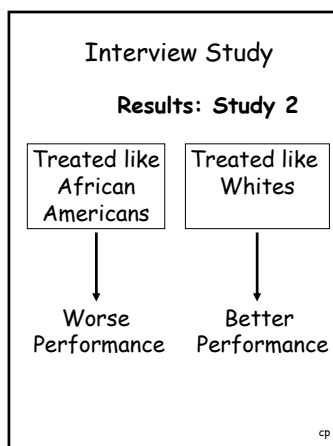 Interview Study
Results: Study 2
Treated like
African
Americans
Treated like
Whites
Worse
Performance
Better
Performance
cp